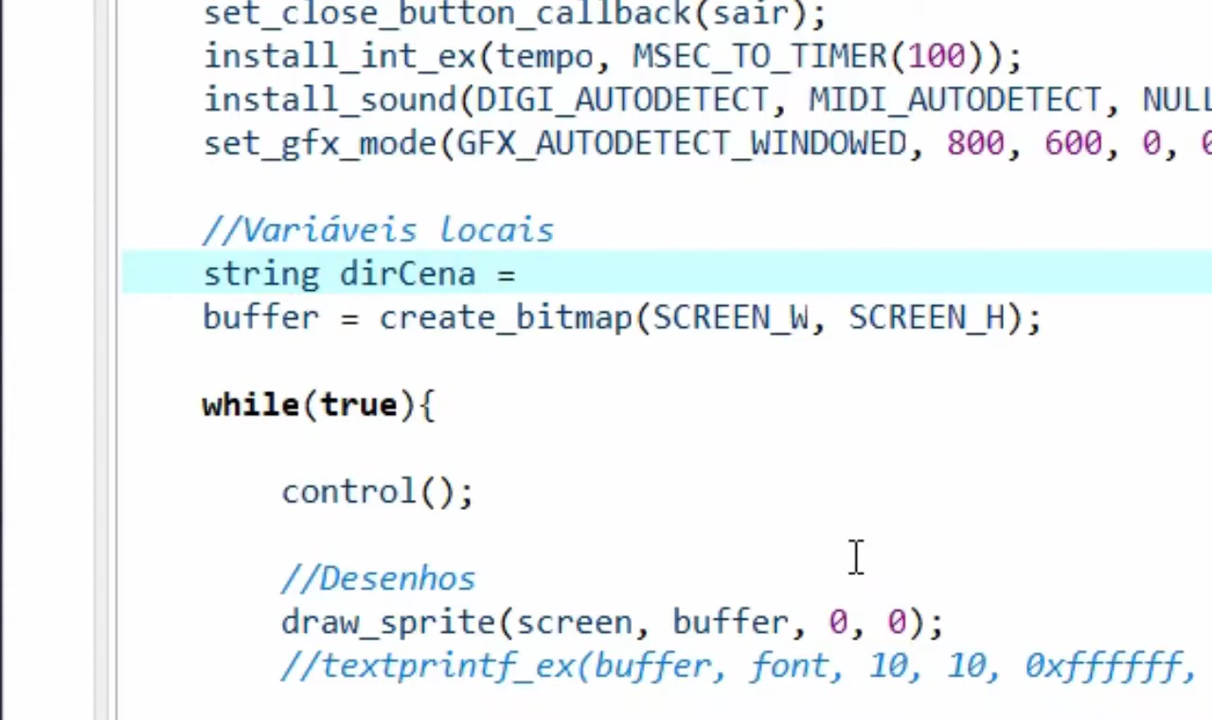 set_close_button_callback(sair);
install_int_ex(tempo, MSEC_TO_TIMER(100));
install_sound(DIGI_AUTODETECT, MIDI_AUTODETECT, NULL
set_gfx_mode(GFX_AUTODETECT_WINDOWED, 800, 600, 0, 0
//Variáveis locais
string dirCena =
buffer = create_bitmap(SCREEN_W, SCREEN_H);
while(true){
control();
//Desenhos
draw_sprite(screen, buffer, 0, 0);
//textprintf_ex(buffer, font, 10, 10, 0xffffff,